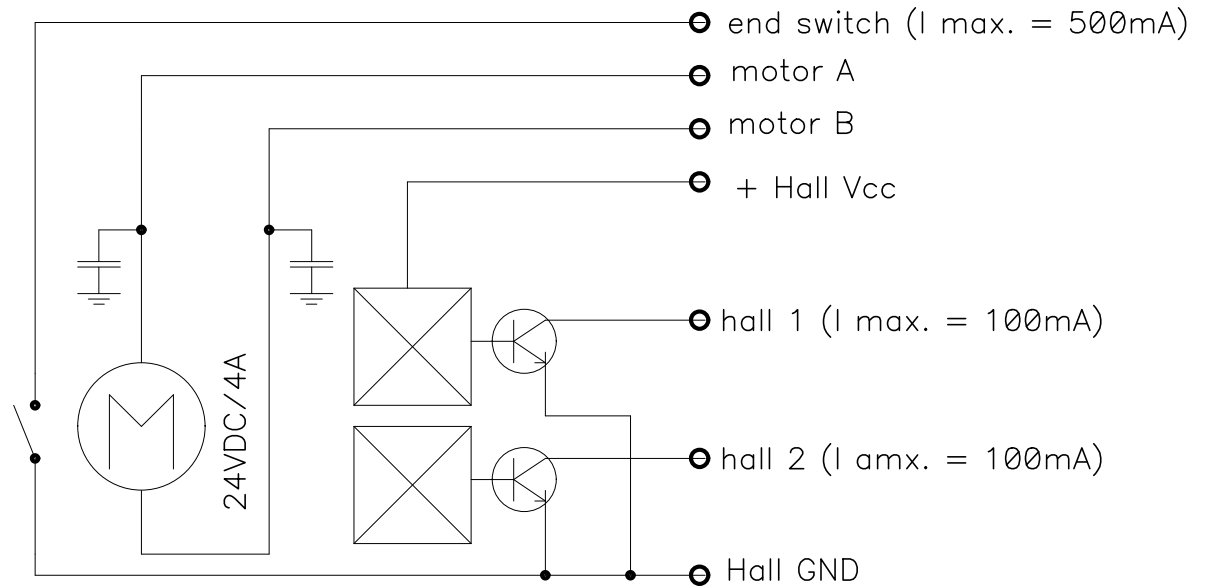 end switch (I max. = 500mA)
motor A
motor B
+ Hall Vcc
hall 1 (I max. = 100mA)
M
24VDC/4A
hall 2 (I amx. = 100mA)
Hall GND